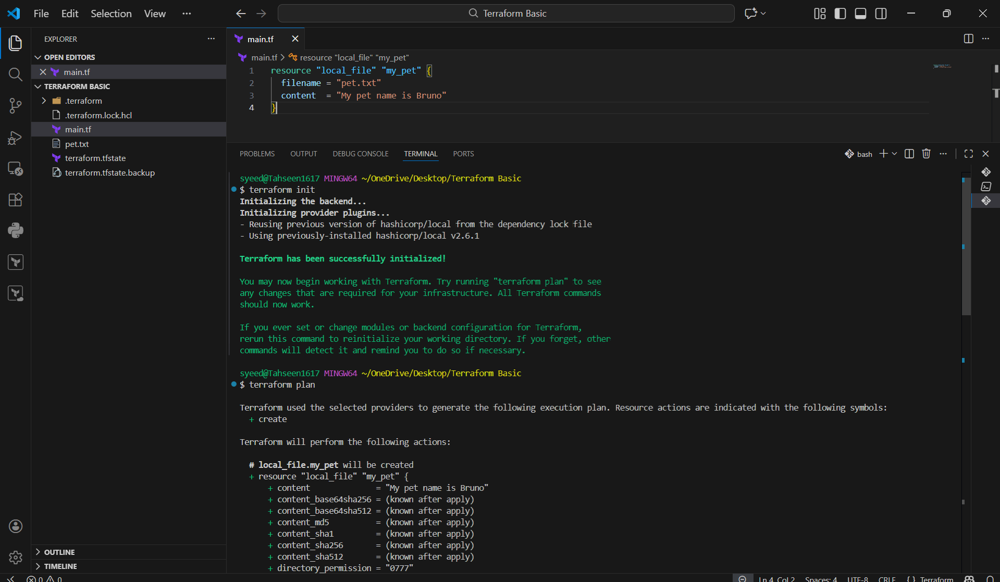 File Edit Selection View ···
Terraform Basic
EXPLORER
OPEN EDITORS
main.tf
TERRAFORM BASIC
.terraform
.terraform.lock.hcl
main.tf
pet.txt
terraform.tfstate
terraform.tfstate.backup
OUTLINE
TIMELINE
main.tf
main.tf > resource "local_file" "my_pet"
1 resource "local_file" "my_pet" {
2 filename = "pet.txt"
3 content = "My pet name is Bruno"
4 }
PROBLEMS OUTPUT DEBUG CONSOLE TERMINAL PORTS
bash
syeed@Tahseen1617 MINGW64 ~/OneDrive/Desktop/Terraform Basic
$ terraform init
Initializing the backend...
Initializing provider plugins...
- Reusing previous version of hashicorp/local from the dependency lock file
- Using previously-installed hashicorp/local v2.6.1
Terraform has been successfully initialized!
You may now begin working with Terraform. Try running "terraform plan" to see
any changes that are required for your infrastructure. All Terraform commands
should now work.
If you ever set or change modules or backend configuration for Terraform,
rerun this command to reinitialize your working directory. If you forget, other
commands will detect it and remind you to do so if necessary.
syeed@Tahseen1617 MINGW64 ~/OneDrive/Desktop/Terraform Basic
$ terraform plan
Terraform used the selected providers to generate the following execution plan. Resource actions are indicated with the following symbols:
+ create
Terraform will perform the following actions:
# local_file.my_pet will be created
+ resource "local_file" "my_pet" {
+ content = "My pet name is Bruno"
+ content_base64sha256 = (known after apply)
+ content_base64sha512 = (known after apply)
+ content_md5 = (known after apply)
+ content_sha1 = (known after apply)
+ content_sha256 = (known after apply)
+ content_sha512 = (known after apply)
+ directory_permission = "0777"
0 0
Ln 4, Col 2 Spaces: 4 UTF-8 CRLF {} Terraform